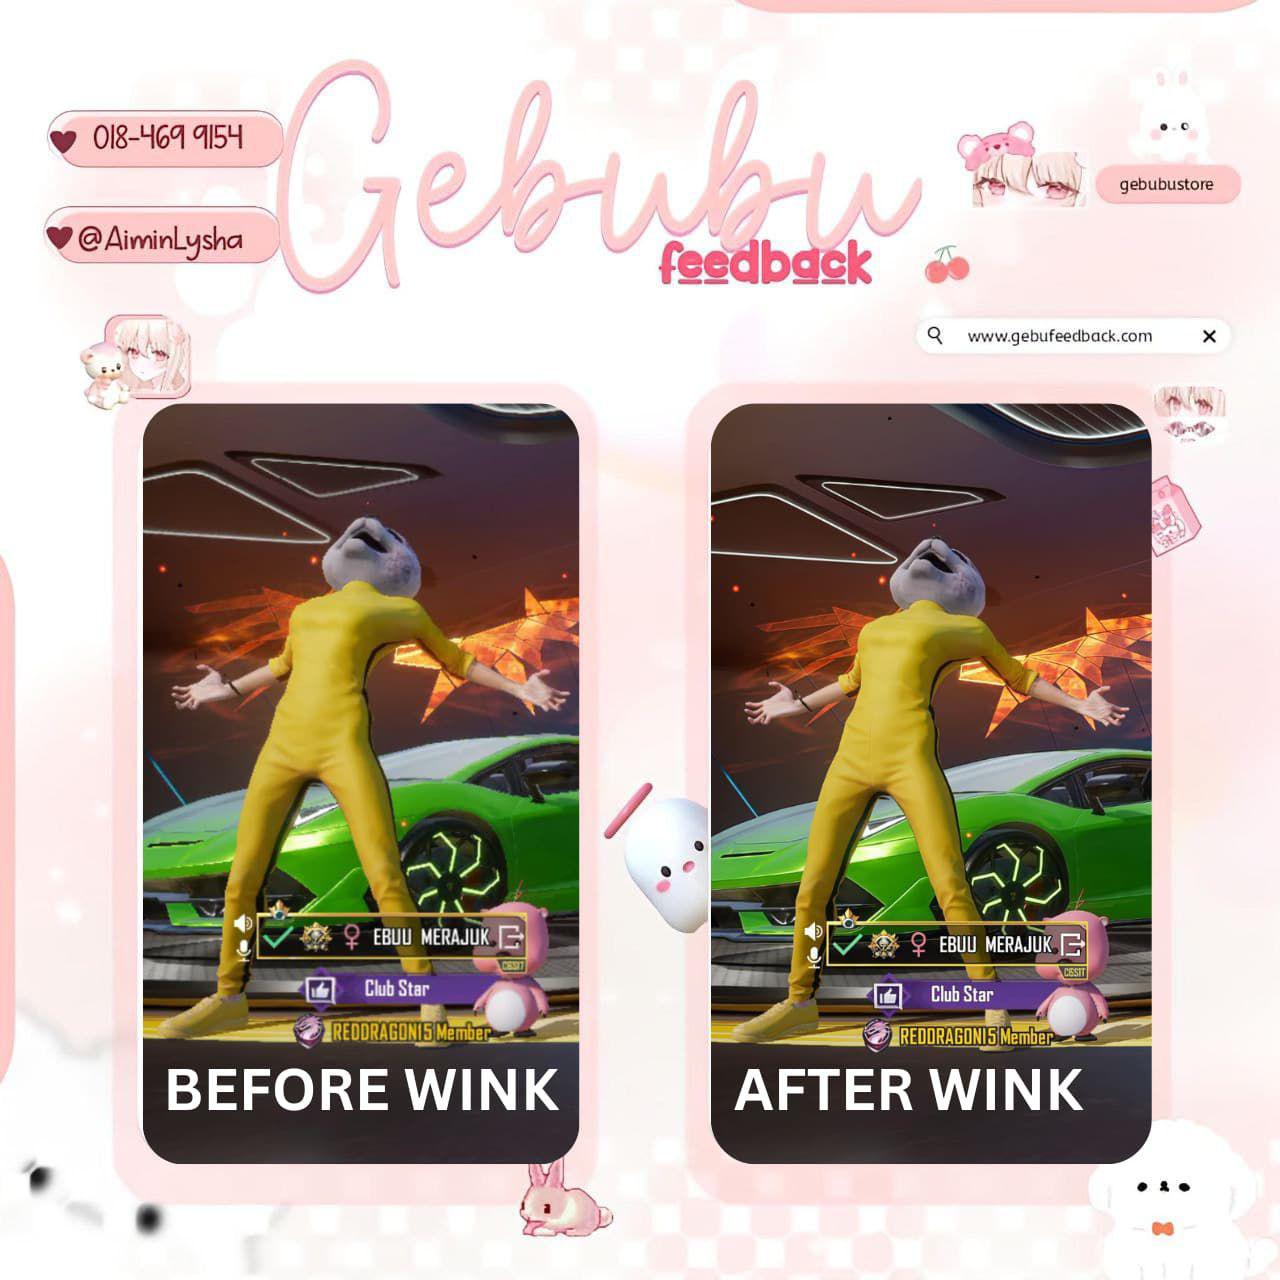 018-469 9154
@AiminLysha
Gebubu
feedback
gebubustore
www.gebufeedback.com
EBUU MERAJUK
Club Star
REDDRAGON15 Member
BEFORE WINK
EBUU MERAJUK
Club Star
REDDRAGON15 Member
AFTER WINK